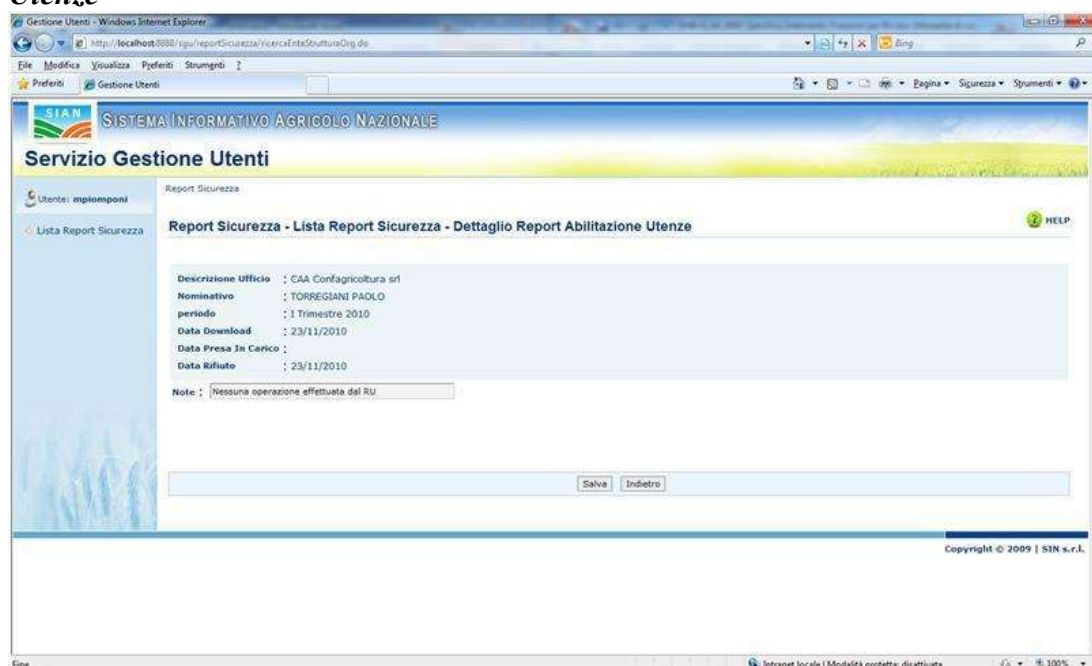 Utenze
Gestione Utenti - Windows Internet Explorer
http://localhost:8888/cgu/reportSicurezza/ricercaEnteStrutturaOrg.do
Bing
File Modifica Visualizza Preferiti Strumenti ?
Preferiti Gestione Utenti
Pagina Sicurezza Strumenti
SIAN SISTEMA INFORMATIVO AGRICOLO NAZIONALE
Servizio Gestione Utenti
Utente: mpiomponi
Lista Report Sicurezza
Report Sicurezza
Report Sicurezza - Lista Report Sicurezza - Dettaglio Report Abilitazione Utenze
HELP
Descrizione Ufficio : CAA Confagricoltura srl
Nominativo : TORREGIANI PAOLO
periodo : I Trimestre 2010
Data Download : 23/11/2010
Data Presa In Carico :
Data Rifiuto : 23/11/2010
Note : Nessuna operazione effettuata dal RU
Salva Indietro
Copyright © 2009 | SIN s.r.l.
Fine
Intranet locale | Modalità protetta: disattivata
100%